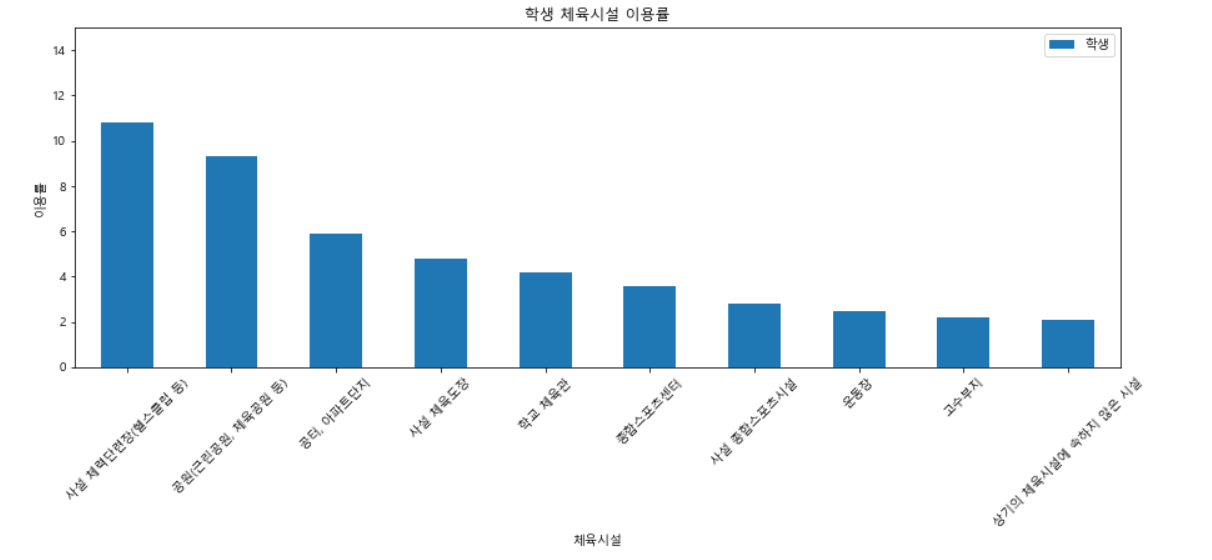 학생 체육시설 이용률
학생
이용률
14
12
10
8
6
4
2
0
사설 체력단련장(헬스클럽 등)
공원(근린공원, 체육공원 등)
공터, 아파트단지
사설 체육도장
학교 체육관
종합스포츠센터
사설 종합스포츠시설
운동장
고수부지
상기의 체육시설에 속하지 않은 시설
체육시설